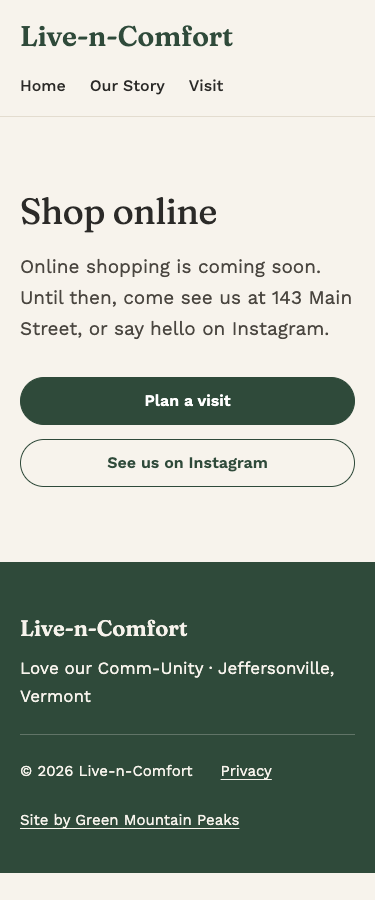 Live-n-Comfort
Home Our Story Visit
Shop online
Online shopping is coming soon.
Until then, come see us at 143 Main
Street, or say hello on Instagram.
Plan a visit
See us on Instagram
Live-n-Comfort
Love our Comm-Unity · Jeffersonville,
Vermont
© 2026 Live-n-Comfort Privacy
Site by Green Mountain Peaks